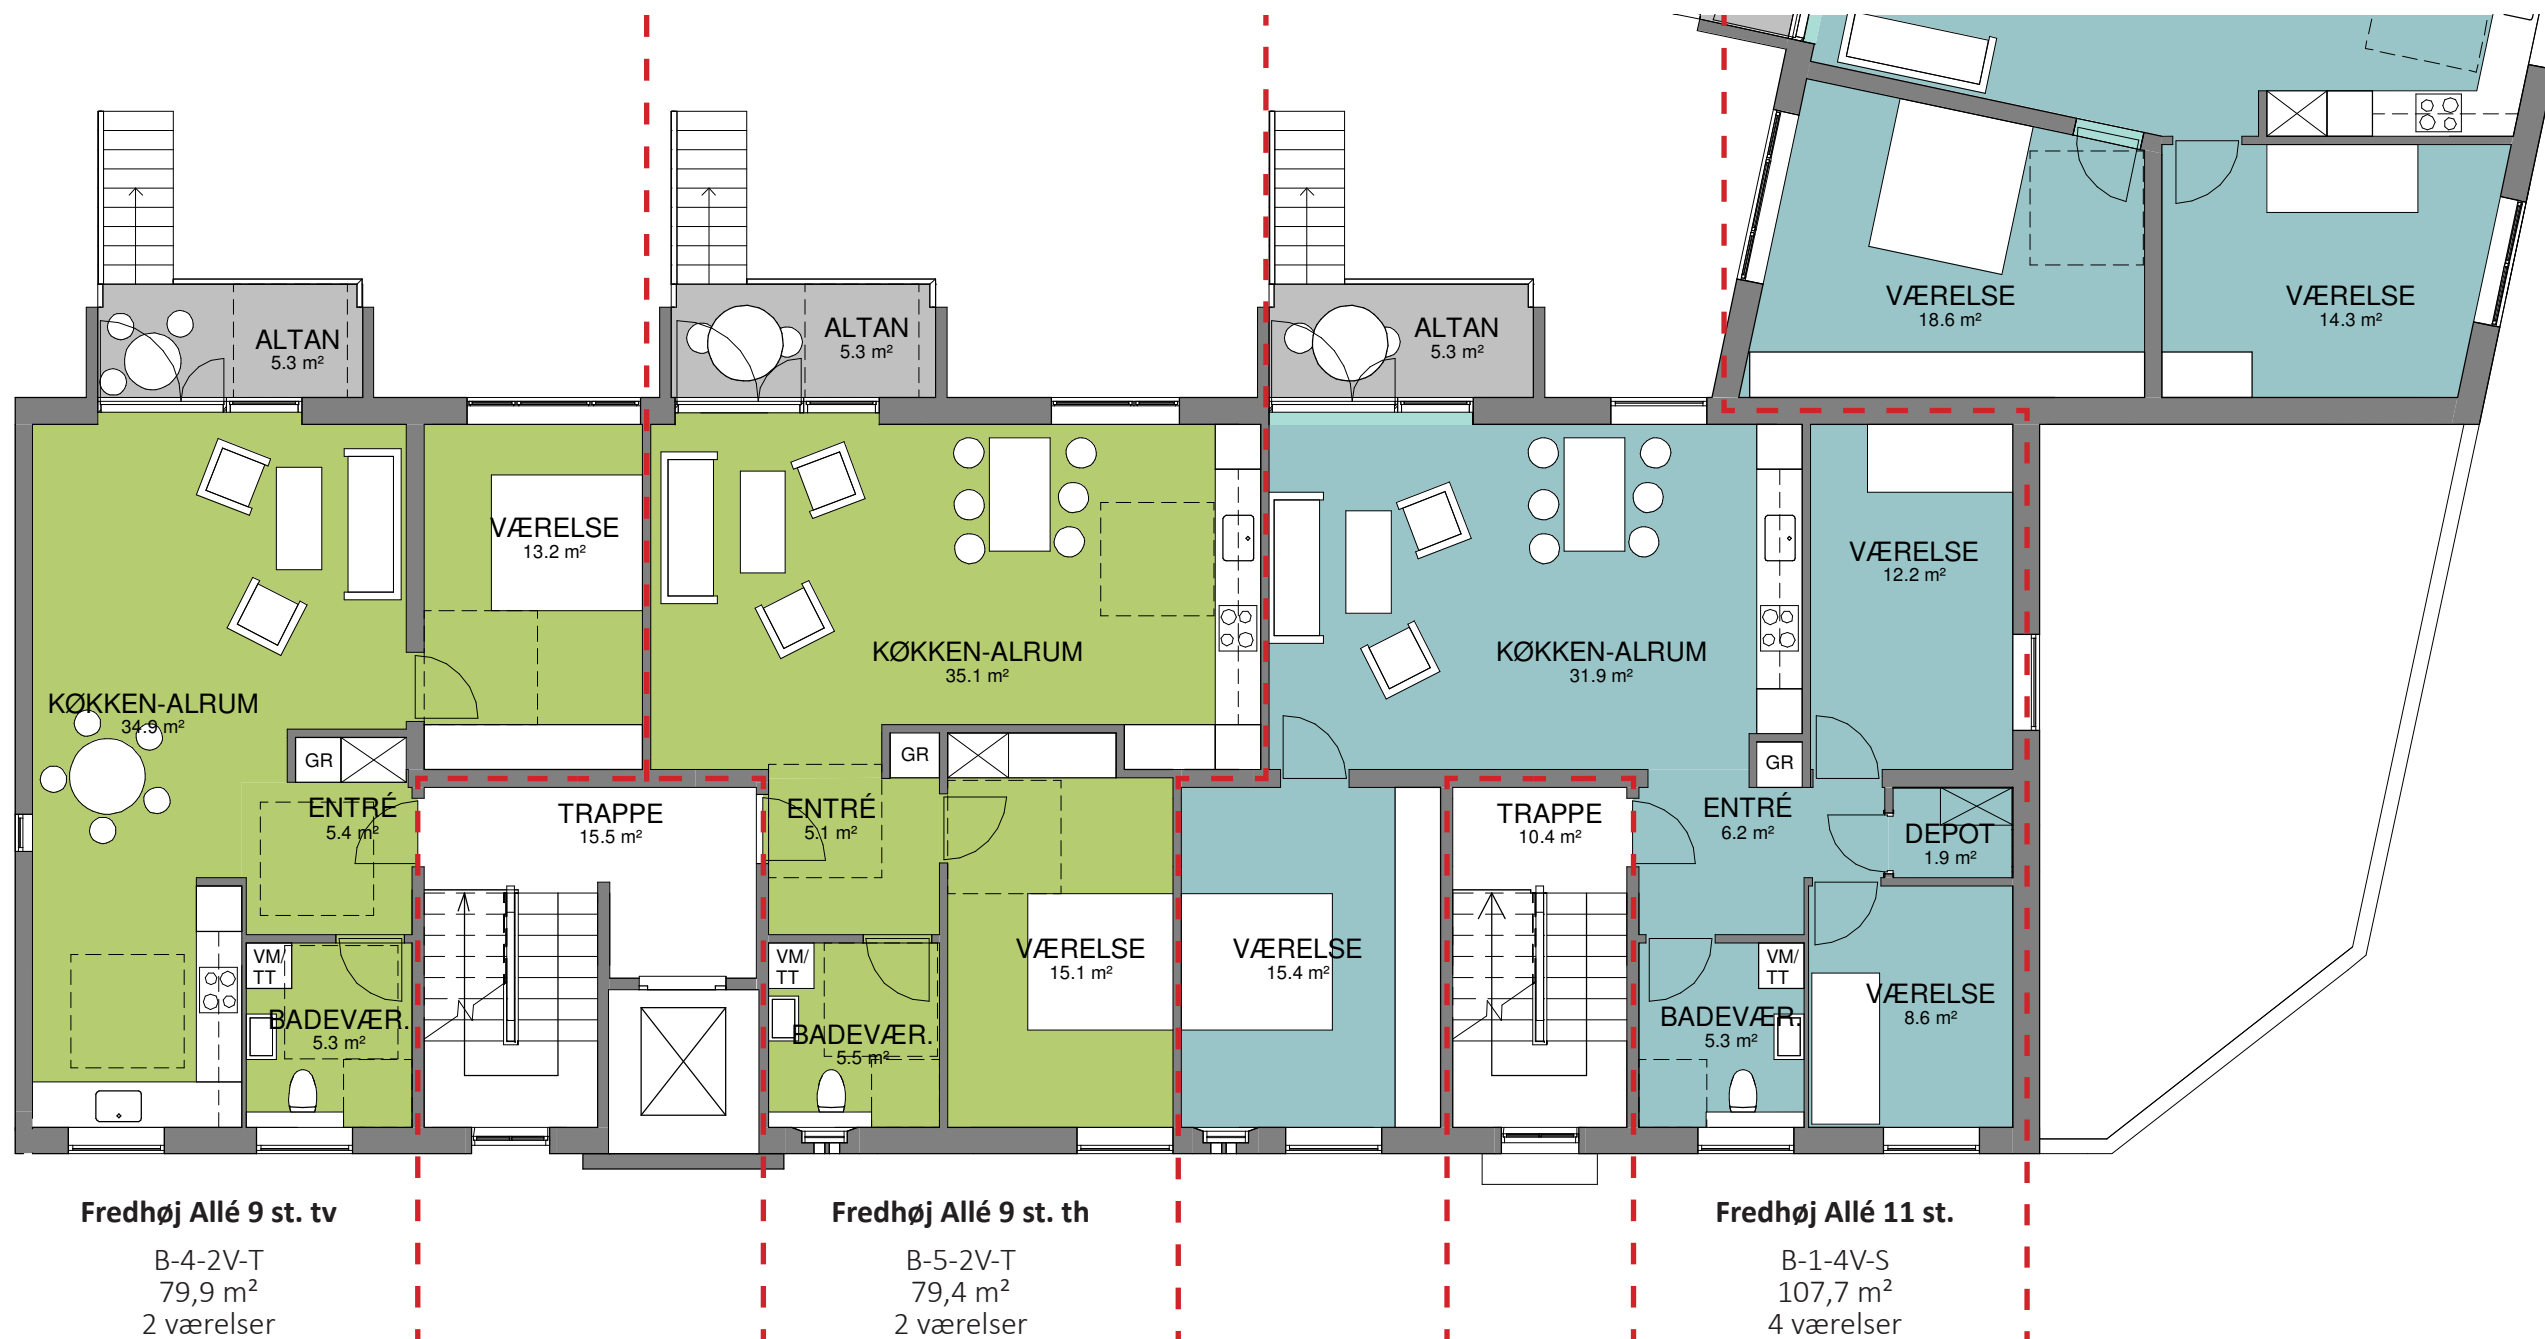 VÆRELSE
18.6 m²
VÆRELSE
14.3 m²
ALTAN
5.3 m²
ALTAN
5.3 m²
ALTAN
5.3 m²
VÆRELSE
13.2 m²
VÆRELSE
12.2 m²
KØKKEN-ALRUM
34.9 m²
KØKKEN-ALRUM
35.1 m²
KØKKEN-ALRUM
31.9 m²
GR
GR
GR
ENTRÉ
5.4 m²
TRAPPE
15.5 m²
ENTRÉ
5.1 m²
TRAPPE
10.4 m²
ENTRÉ
6.2 m²
DEPOT
1.9 m²
VM/
TT
VM/
TT
VÆRELSE
15.1 m²
VÆRELSE
15.4 m²
VM/
TT
BADEVÆR.
5.3 m²
BADEVÆR.
5.5 m²
BADEVÆR.
5.3 m²
VÆRELSE
8.6 m²
Fredhøj Allé 9 st. tv
B-4-2V-T
79,9 m²
2 værelser
Fredhøj Allé 9 st. th
B-5-2V-T
79,4 m²
2 værelser
Fredhøj Allé 11 st.
B-1-4V-S
107,7 m²
4 værelser